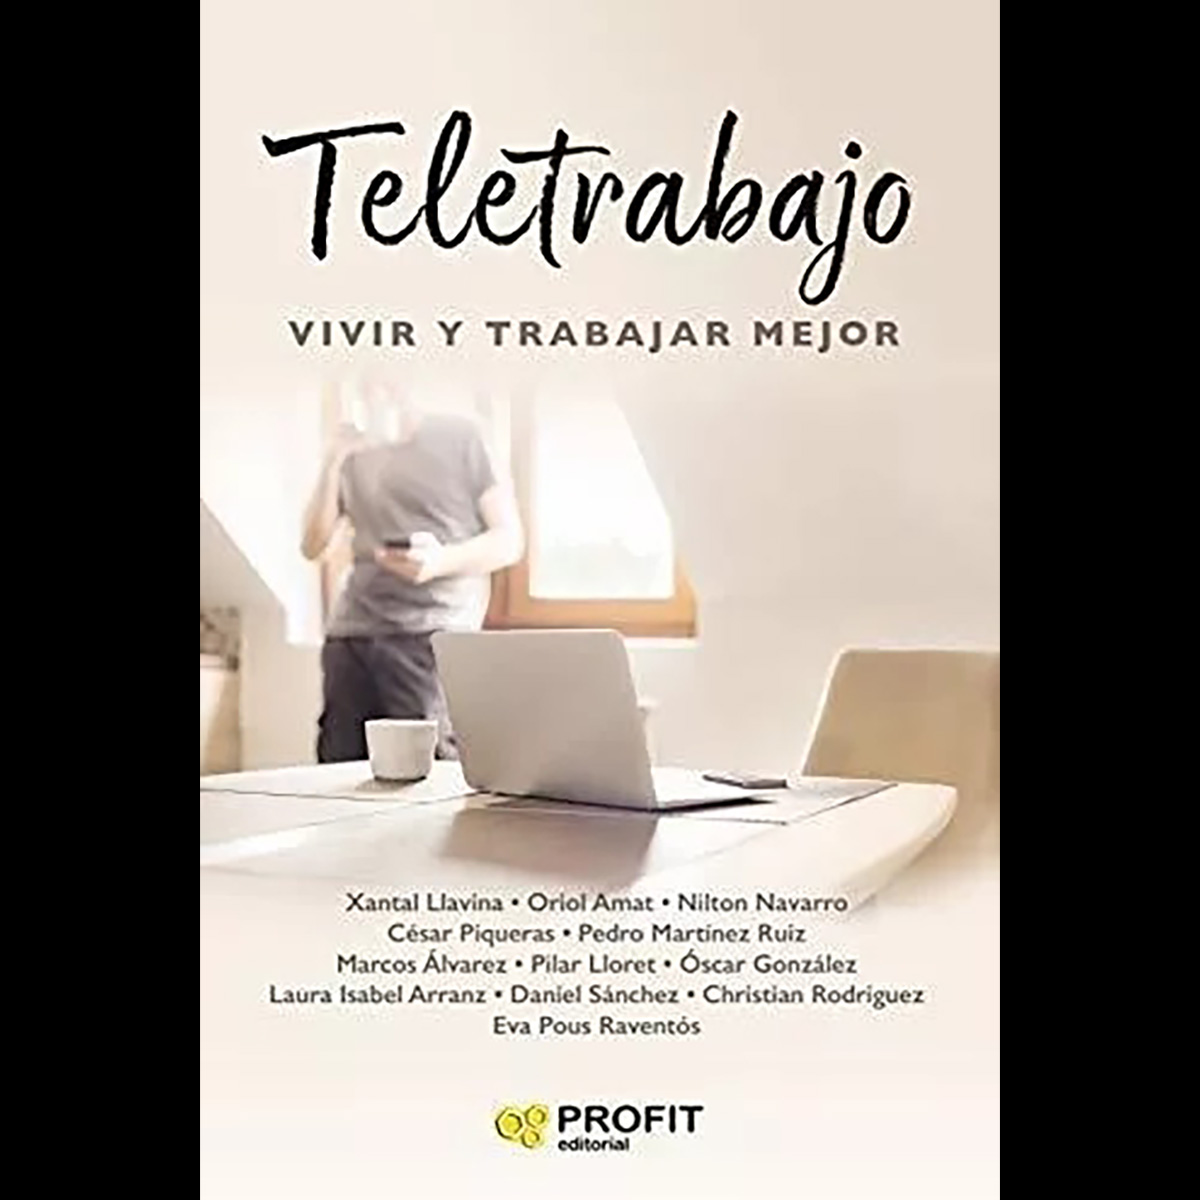 Teletrabajo
VIVIR Y TRABAJAR MEJOR
Xantal Llavina • Oriol Amat • Nilton Navarro
César Piqueras • Pedro Martínez Ruiz
Marcos Álvarez • Pilar Lloret • Óscar González
Laura Isabel Arranz • Daniel Sánchez • Christian Rodriguez
Eva Pous Raventós
PROFIT
editorial